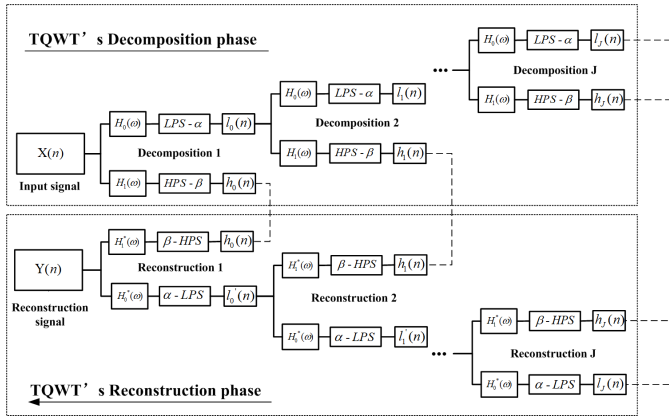 TQWT’s Decomposition phase
H₀(ω) LPS-α l_J(n)
Decomposition J
H₁(ω) HPS-β h_J(n)
H₀(ω) LPS-α l₁(n)
Decomposition 2
H₁(ω) HPS-β h₁(n)
H₀(ω) LPS-α l₀(n)
X(n)
Decomposition 1
Input signal
H₁(ω) HPS-β h₀(n)
H₁*(ω) β-HPS h₀(n)
Y(n)
Reconstruction 1
H₀*(ω) α-LPS l₀'(n)
Reconstruction
signal
H₁*(ω) β-HPS h₁(n)
Reconstruction 2
H₀*(ω) α-LPS l₁'(n)
H₁*(ω) β-HPS h_J(n)
Reconstruction J
H₀*(ω) α-LPS l_J(n)
TQWT’s Reconstruction phase